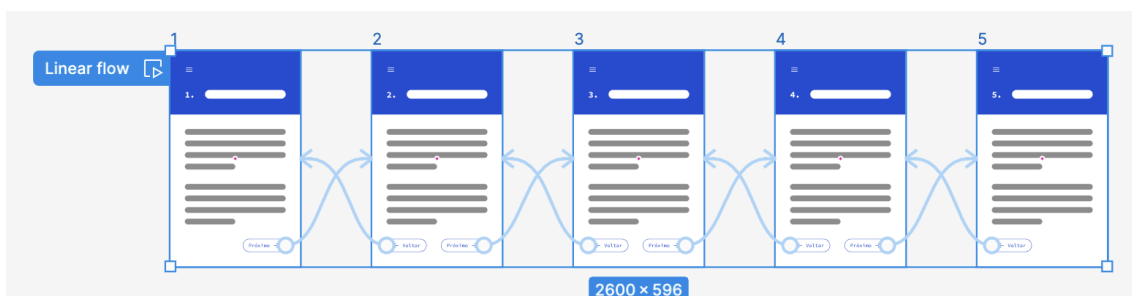 1 2 3 4 5
Linear flow
1. 2. 3. 4. 5.
Próximo → ← Voltar Próximo → ← Voltar Próximo → ← Voltar Próximo → ← Voltar
2600 × 596